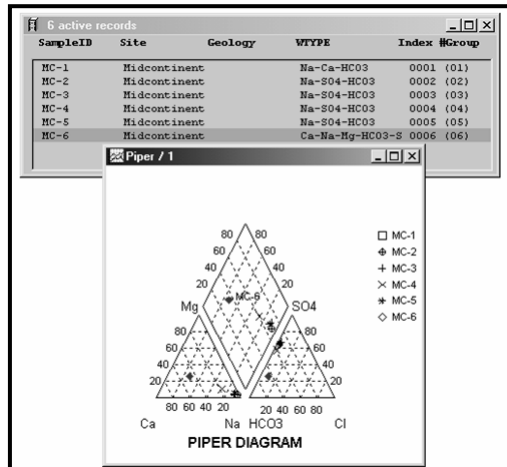 6 active records
SampleID Site Geology WTYPE Index #Group
MC-1 Midcontinent Na-Ca-HCO3 0001 (01)
MC-2 Midcontinent Na-SO4-HCO3 0002 (02)
MC-3 Midcontinent Na-SO4-HCO3 0003 (03)
MC-4 Midcontinent Na-SO4-HCO3 0004 (04)
MC-5 Midcontinent Na-SO4-HCO3 0005 (05)
MC-6 Midcontinent Ca-Na-Mg-HCO3-S 0006 (06)
Piper / 1
80 80
60 60
40 40
20 20
MC-6
Mg SO4
80 80
60 60
40 40
20 20
80 60 40 20 20 40 60 80
Ca Na HCO3 Cl
PIPER DIAGRAM
MC-1
MC-2
MC-3
MC-4
MC-5
MC-6